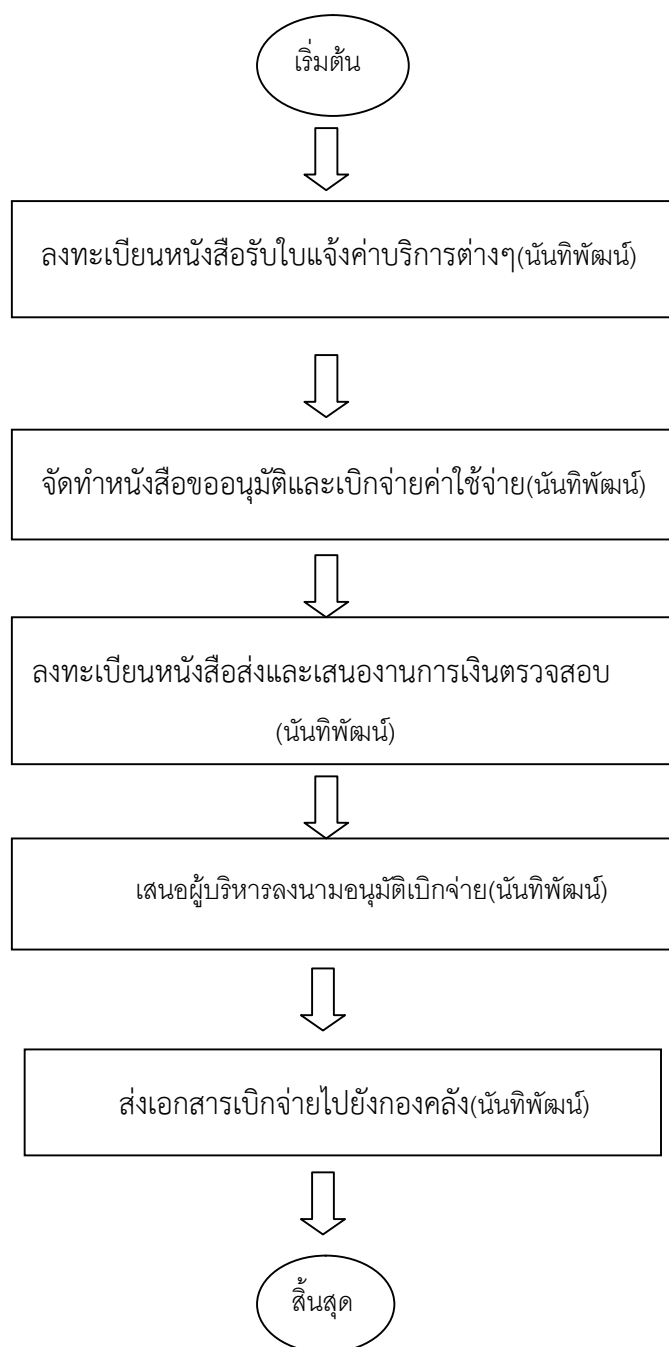 เริ่มต้น
ลงทะเบียนหนังสือรับใบแจ้งค่าบริการต่างๆ(นันทิพัฒน์)
จัดทำหนังสือขออนุมัติและเบิกจ่ายค่าใช้จ่าย(นันทิพัฒน์)
ลงทะเบียนหนังสือส่งและเสนองานการเงินตรวจสอบ
(นันทิพัฒน์)
เสนอผู้บริหารลงนามอนุมัติเบิกจ่าย(นันทิพัฒน์)
ส่งเอกสารเบิกจ่ายไปยังกองคลัง(นันทิพัฒน์)
สิ้นสุด